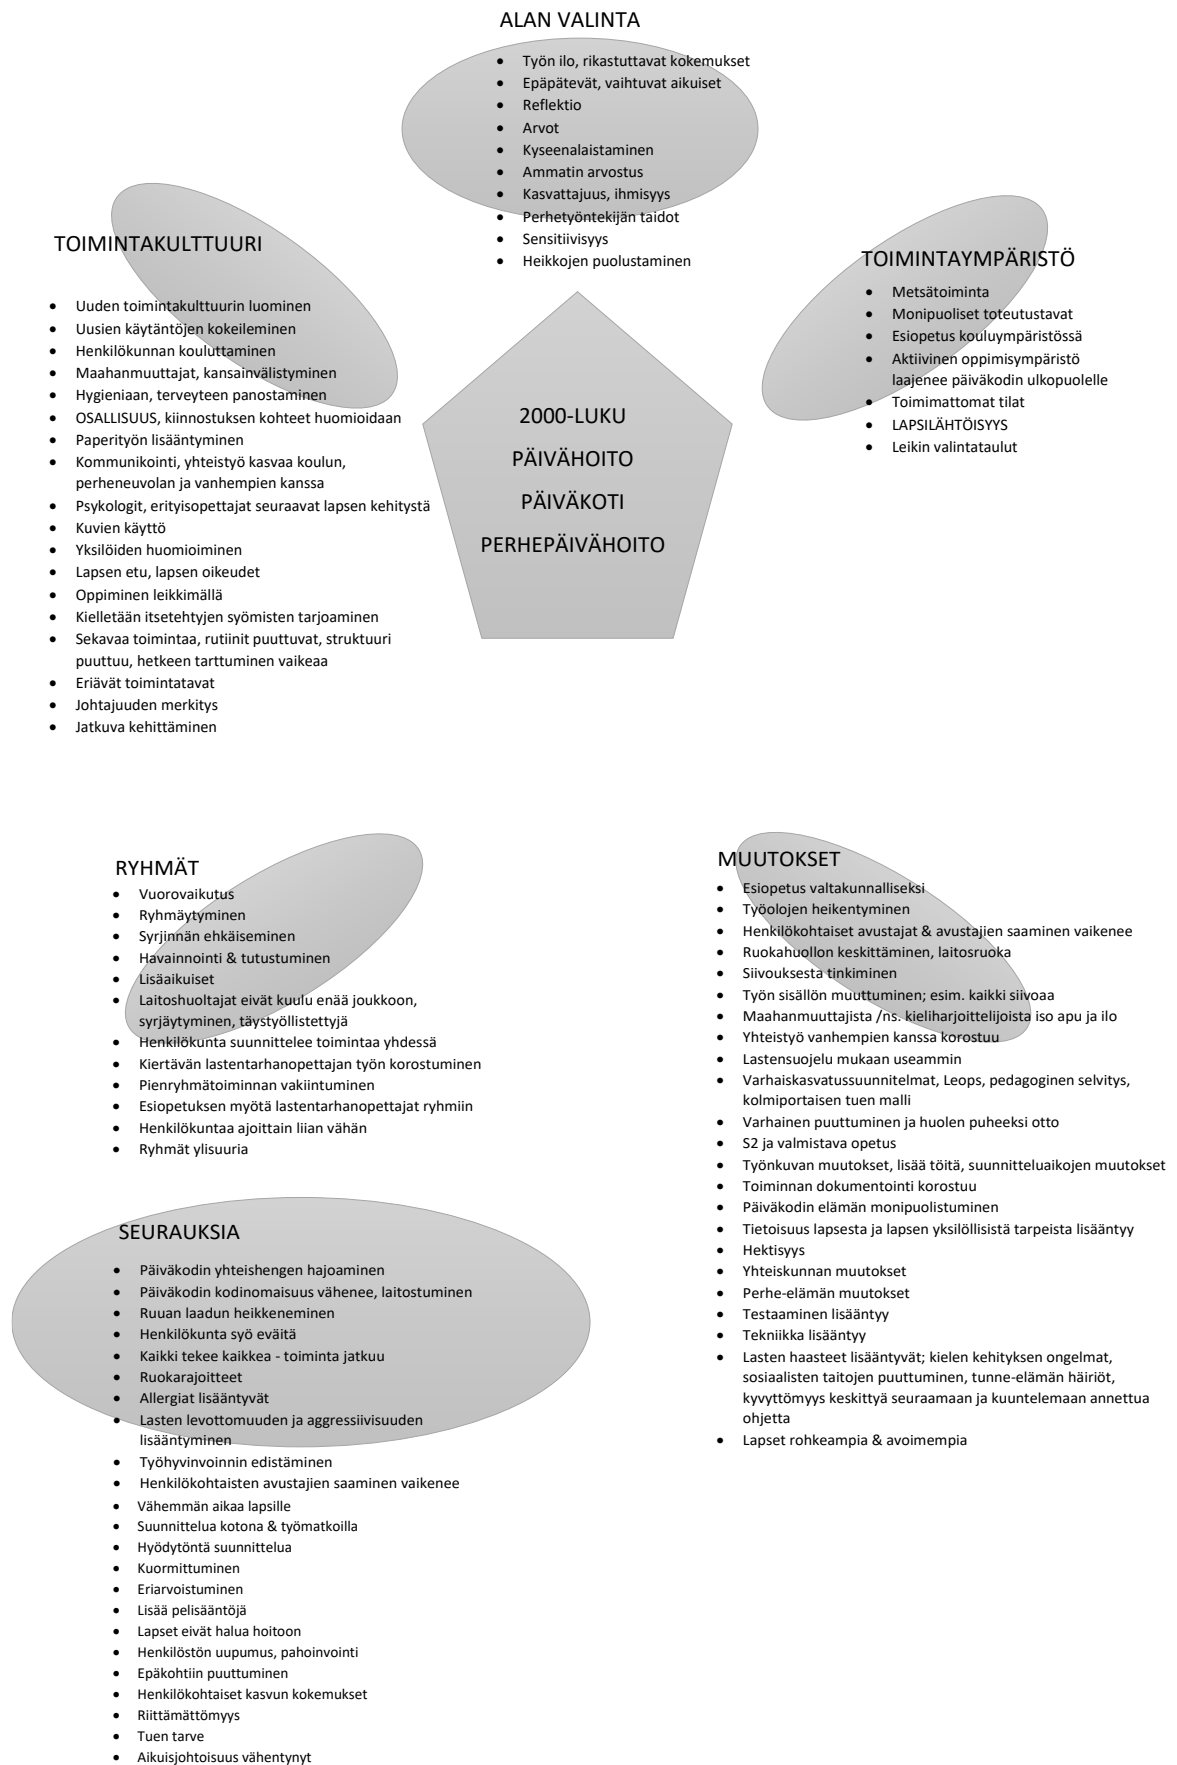 ALAN VALINTA
• Työn ilo, rikastuttavat kokemukset
• Epäpätevät, vaihtuvat aikuiset
• Reflektio
• Arvot
• Kyseenalaistaminen
• Ammatin arvostus
• Kasvattajuus, ihmisyys
• Perhetyöntekijän taidot
• Sensitiivisyys
• Heikkojen puolustaminen
TOIMINTAKULTTUURI
• Uuden toimintakulttuurin luominen
• Uusien käytäntöjen kokeileminen
• Henkilökunnan kouluttaminen
• Maahanmuuttajat, kansainvälistyminen
• Hygieniaan, terveyteen panostaminen
• OSALLISUUS, kiinnostuksen kohteet huomioidaan
• Paperityön lisääntyminen
• Kommunikointi, yhteistyö kasvaa koulun,
perheneuvolan ja vanhempien kanssa
• Psykologit, erityisopettajat seuraavat lapsen kehitystä
• Kuvien käyttö
• Yksilöiden huomioiminen
• Lapsen etu, lapsen oikeudet
• Oppiminen leikkimällä
• Kielletään itsetehtyjen syömisten tarjoaminen
• Sekavaa toimintaa, rutiinit puuttuvat, struktuuri
puuttuu, hetkeen tarttuminen vaikeaa
• Eriävät toimintatavat
• Johtajuuden merkitys
• Jatkuva kehittäminen
2000-LUKU
PÄIVÄHOITO
PÄIVÄKOTI
PERHEPÄIVÄHOITO
TOIMINTAYMPÄRISTÖ
• Metsätoiminta
• Monipuoliset toteutustavat
• Esiopetus kouluympäristössä
• Aktiivinen oppimisympäristö
laajenee päiväkodin ulkopuolelle
• Toimimattomat tilat
• LAPSILÄHTÖISYYS
• Leikin valintataulut
RYHMÄT
• Vuorovaikutus
• Ryhmäytyminen
• Syrjinnän ehkäiseminen
• Havainnointi & tutustuminen
• Lisäaikuiset
• Laitoshuoltajat eivät kuulu enää joukkoon,
syrjäytyminen, täystyöllistettyjä
• Henkilökunta suunnittelee toimintaa yhdessä
• Kiertävän lastentarhanopettajan työn korostuminen
• Pienryhmätoiminnan vakiintuminen
• Esiopetuksen myötä lastentarhanopettajat ryhmiin
• Henkilökuntaa ajoittain liian vähän
• Ryhmät ylisuuria
SEURAUKSIA
• Päiväkodin yhteishengen hajoaminen
• Päiväkodin kodinomaisuus vähenee, laitostuminen
• Ruuan laadun heikkeneminen
• Henkilökunta syö eväitä
• Kaikki tekee kaikkea - toiminta jatkuu
• Ruokarajoitteet
• Allergiat lisääntyvät
• Lasten levottomuuden ja aggressiivisuuden
lisääntyminen
• Työhyvinvoinnin edistäminen
• Henkilökohtaisten avustajien saaminen vaikenee
• Vähemmän aikaa lapsille
• Suunnittelua kotona & työmatkoilla
• Hyödytöntä suunnittelua
• Kuormittuminen
• Eriarvoistuminen
• Lisää pelisääntöjä
• Lapset eivät halua hoitoon
• Henkilöstön uupumus, pahoinvointi
• Epäkohtiin puuttuminen
• Henkilökohtaiset kasvun kokemukset
• Riittämättömyys
• Tuen tarve
• Aikuisjohtoisuus vähentynyt
MUUTOKSET
• Esiopetus valtakunnalliseksi
• Työolojen heikentyminen
• Henkilökohtaiset avustajat & avustajien saaminen vaikenee
• Ruokahuollon keskittäminen, laitosruoka
• Siivouksesta tinkiminen
• Työn sisällön muuttuminen; esim. kaikki siivoaa
• Maahanmuuttajista /ns. kieliharjoittelijoista iso apu ja ilo
• Yhteistyö vanhempien kanssa korostuu
• Lastensuojelu mukaan useammin
• Varhaiskasvatussuunnitelmat, Leops, pedagoginen selvitys,
kolmiportaisen tuen malli
• Varhainen puuttuminen ja huolen puheeksi otto
• S2 ja valmistava opetus
• Työnkuvan muutokset, lisää töitä, suunnitteluaikojen muutokset
• Toiminnan dokumentointi korostuu
• Päiväkodin elämän monipuolistuminen
• Tietoisuus lapsesta ja lapsen yksilöllisistä tarpeista lisääntyy
• Hektisyys
• Yhteiskunnan muutokset
• Perhe-elämän muutokset
• Testaaminen lisääntyy
• Tekniikka lisääntyy
• Lasten haasteet lisääntyvät; kielen kehityksen ongelmat,
sosiaalisten taitojen puuttuminen, tunne-elämän häiriöt,
kyvyttömyys keskittyä seuraamaan ja kuuntelemaan annettua
ohjetta
• Lapset rohkeampia & avoimempia